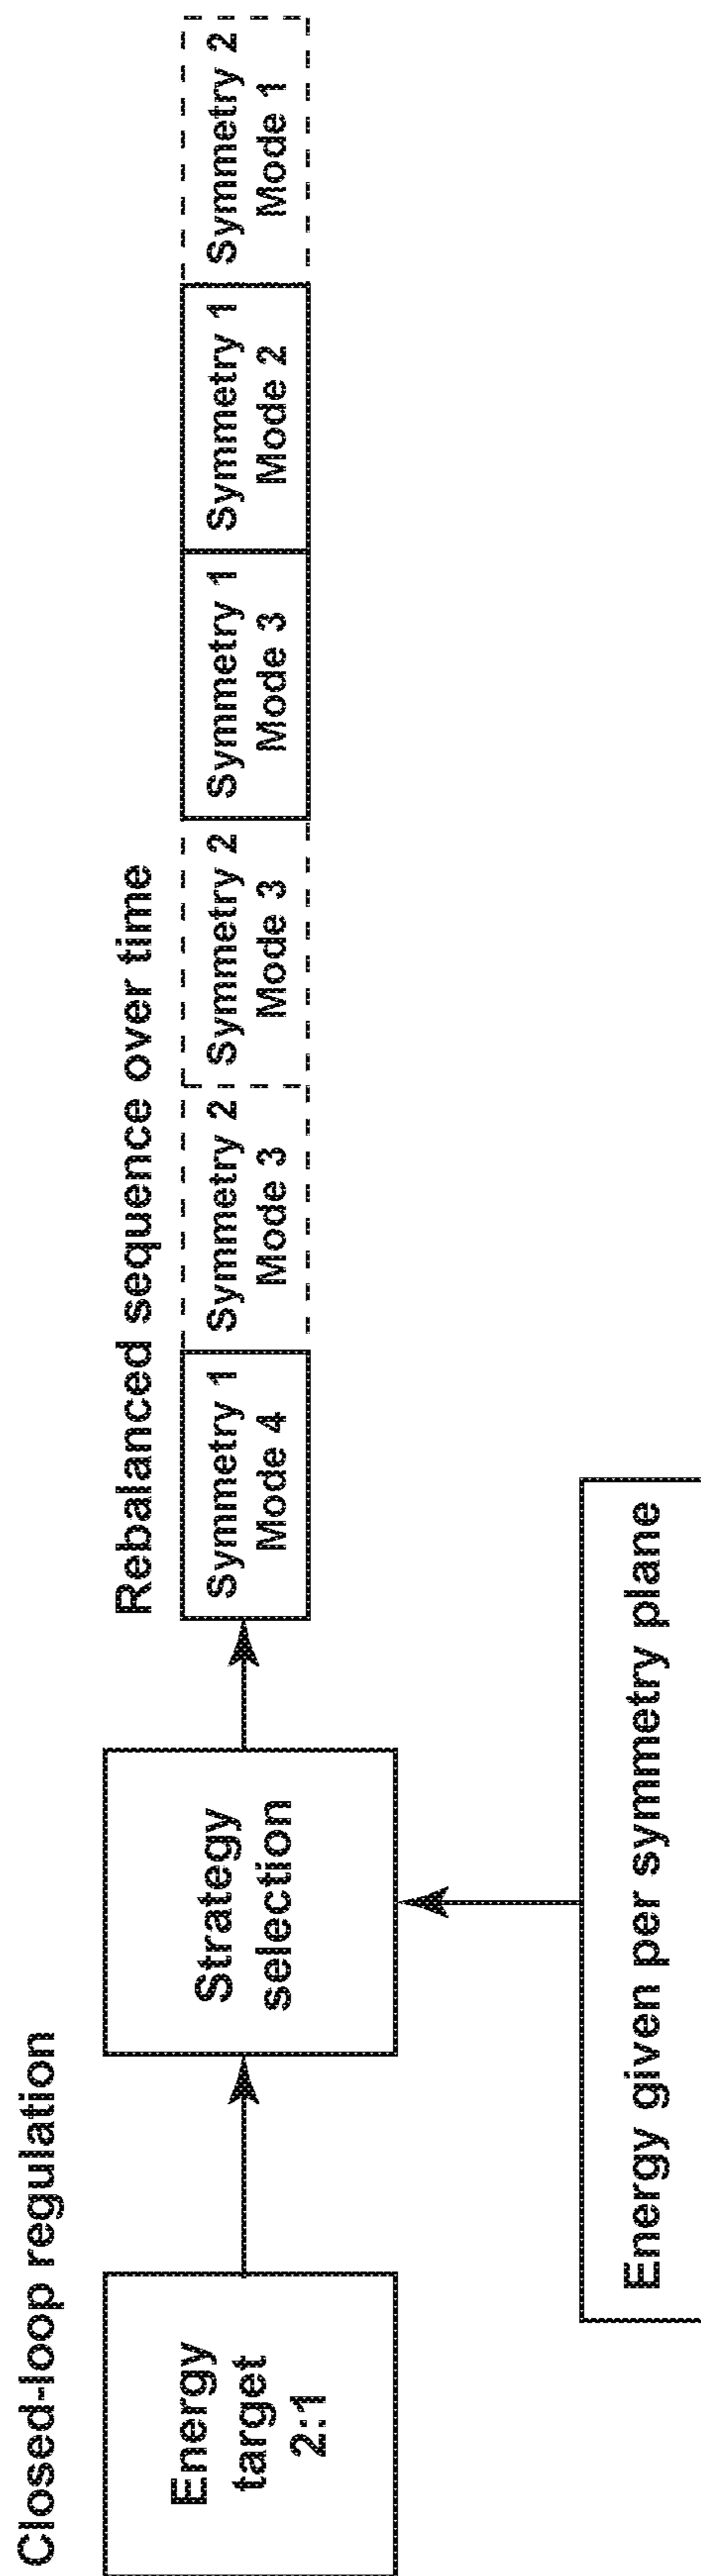 Closed-loop regulation
Energy
target
2:1
Strategy
selection
Energy given per symmetry plane
Rebalanced sequence over time
Symmetry 1
Mode 4
Symmetry 2
Mode 3
Symmetry 2
Mode 3
Symmetry 1
Mode 3
Symmetry 1
Mode 2
Symmetry 2
Mode 1